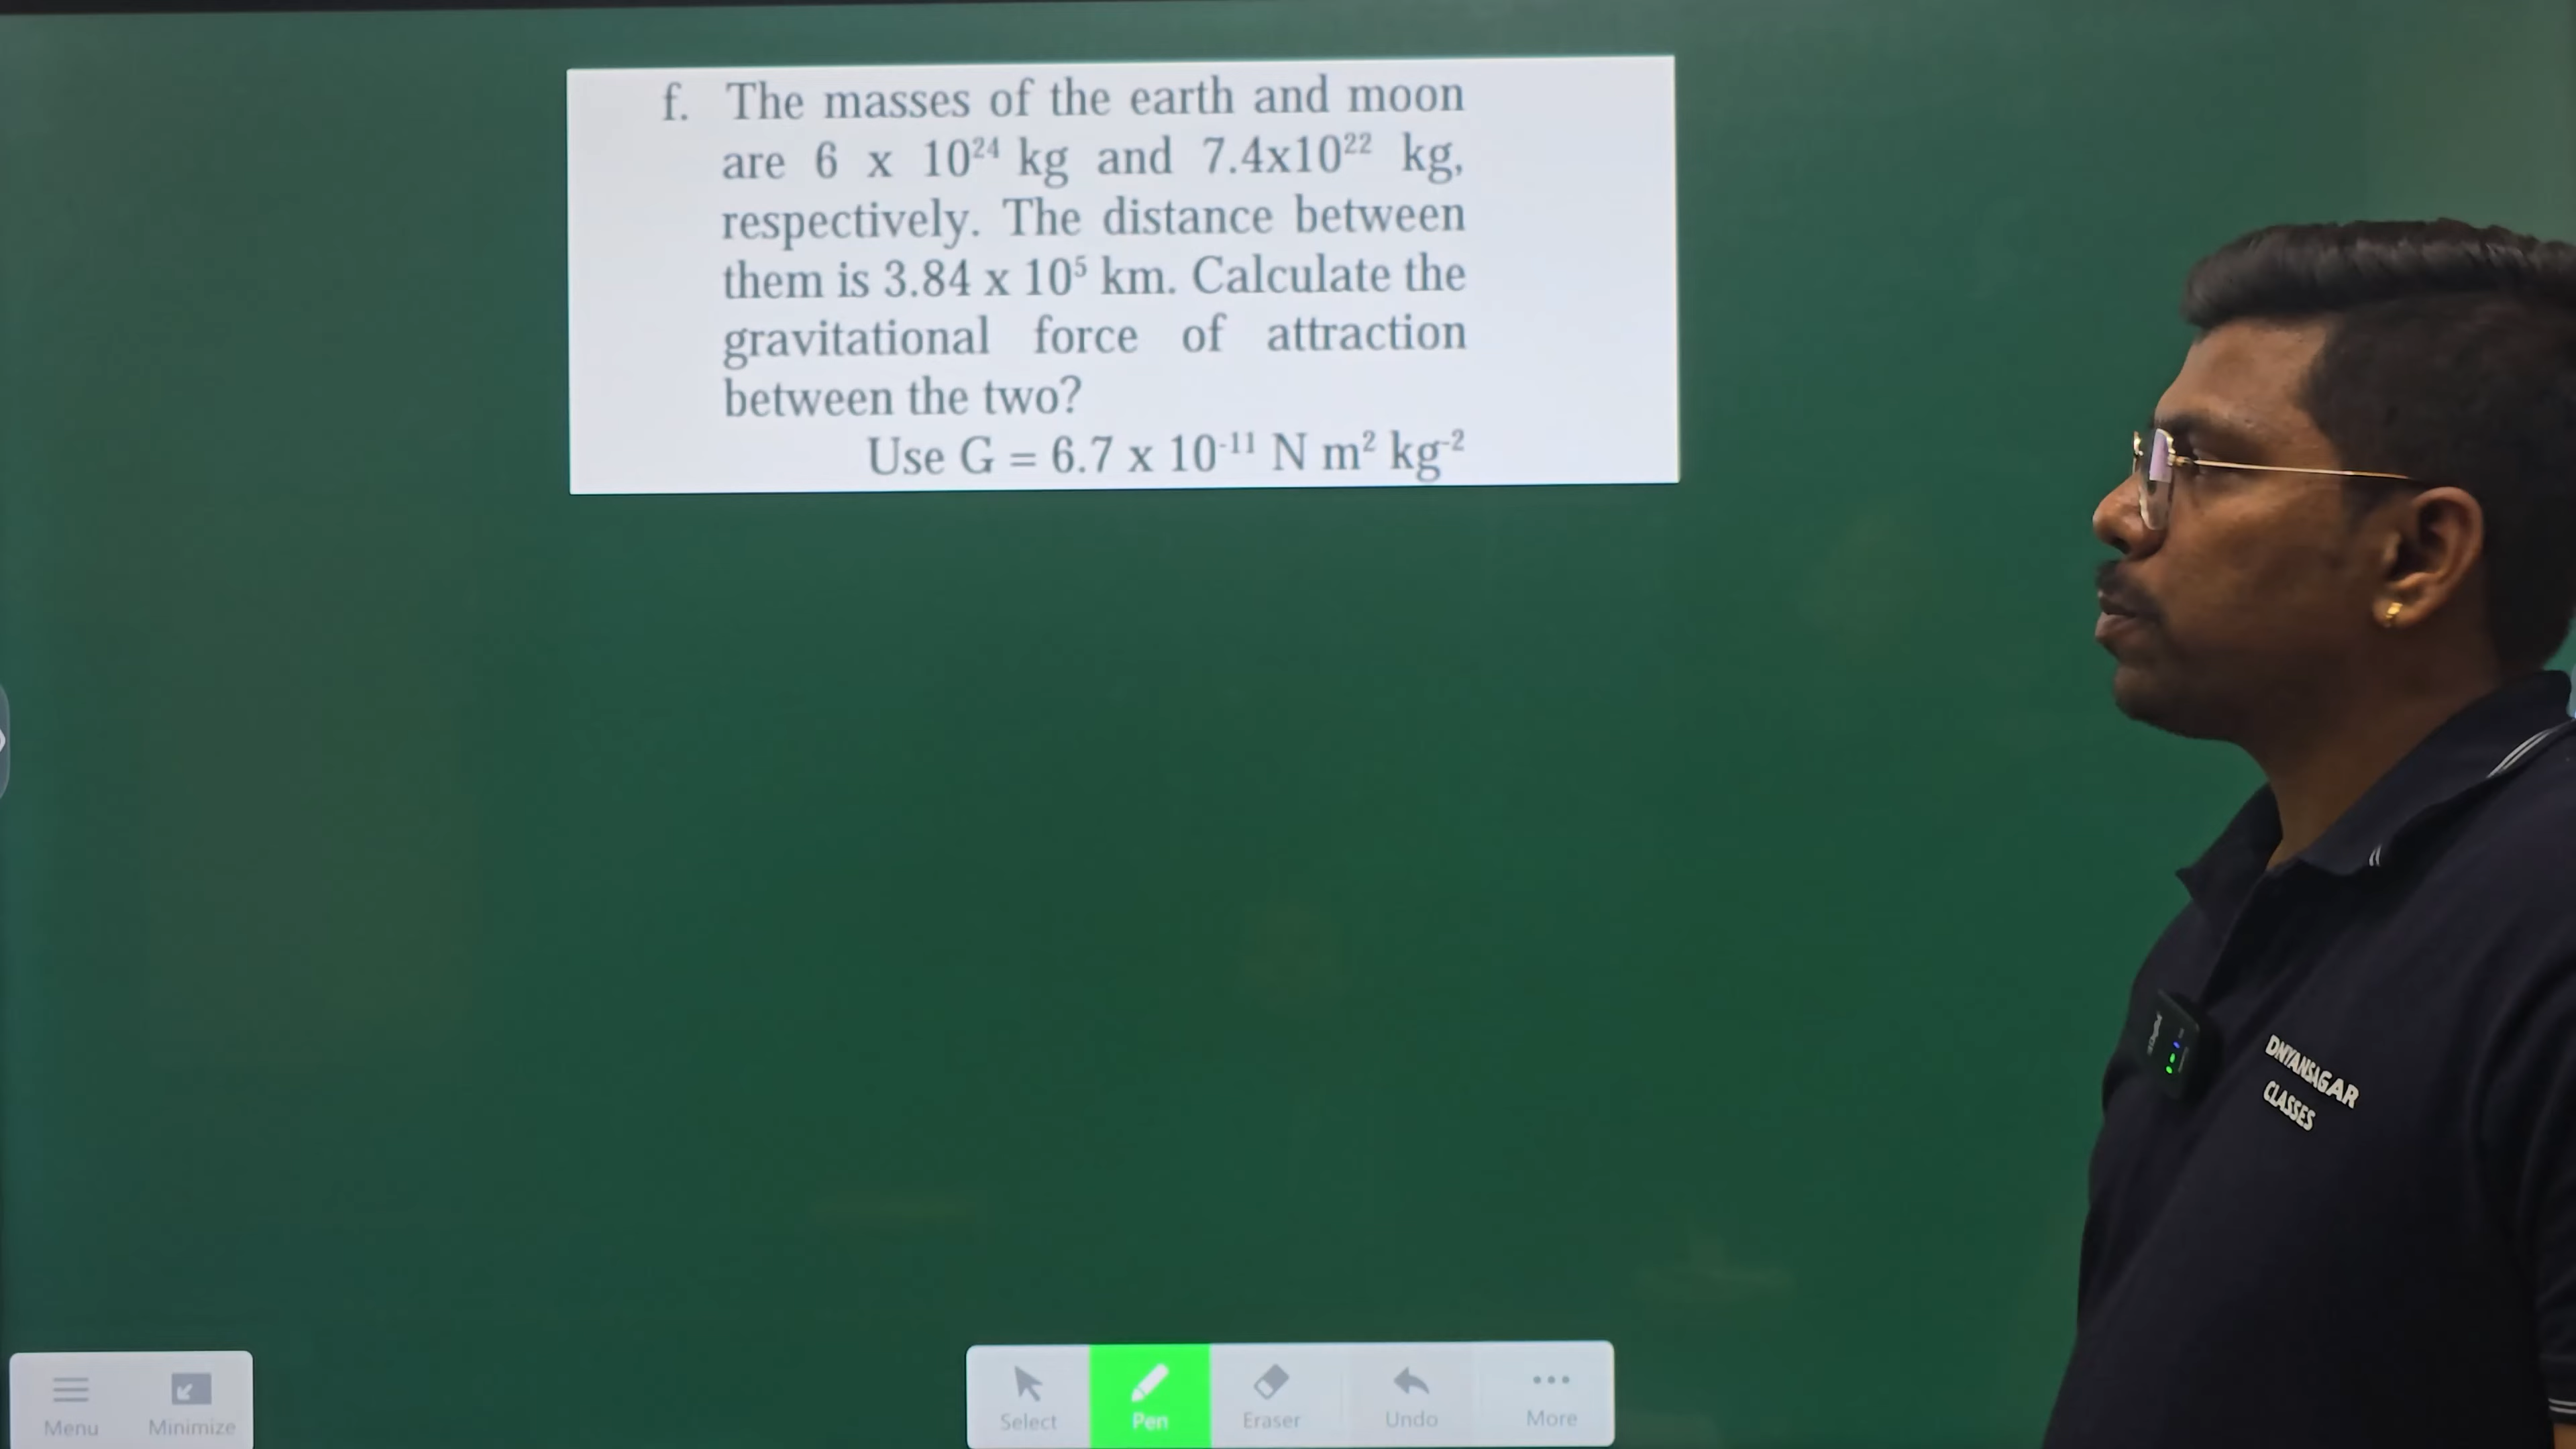 f. The masses of the earth and moon
are 6 x 10²⁴ kg and 7.4x10²² kg,
respectively. The distance between
them is 3.84 x 10⁵ km. Calculate the
gravitational force of attraction
between the two?
Use G = 6.7 x 10⁻¹¹ N m² kg⁻²
DNYANSAGAR
CLASSES
Menu Minimize Select Pen Eraser Undo More